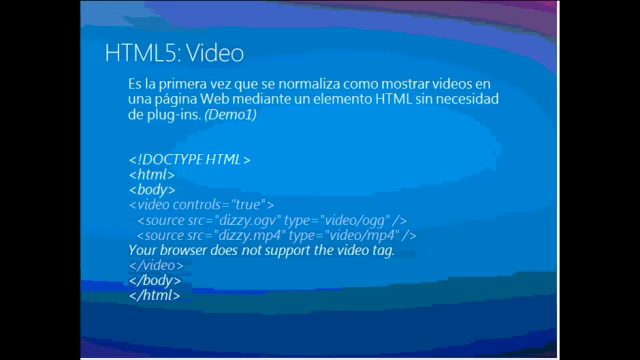 HTML5: Video
Es la primera vez que se normaliza como mostrar videos en
una página Web mediante un elemento HTML sin necesidad
de plug-ins. (Demo1)
<!DOCTYPE HTML>
<html>
<body>
<video controls="true">
<source src="dizzy.ogv" type="video/ogg" />
<source src="dizzy.mp4" type="video/mp4" />
Your browser does not support the video tag.
</video>
</body>
</html>